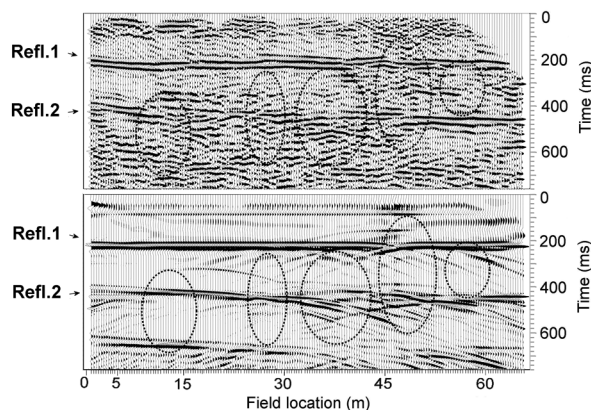 0
Refl.1
200
Refl.2
400
600
Time (ms)
0
Refl.1
200
Refl.2
400
600
Time (ms)
0 5 15 30 45 60
Field location (m)